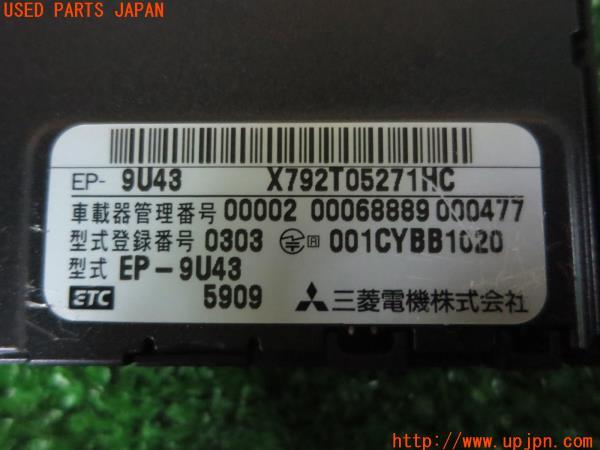 USED PARTS JAPAN
EP- 9U43 X792T05271HC
車載器管理番号 00002 00068889 000477
型式登録番号 0303 R 001CYBB1020
型式 EP-9U43
ETC 5909 三菱電機株式会社
http://www.upjpn.com/